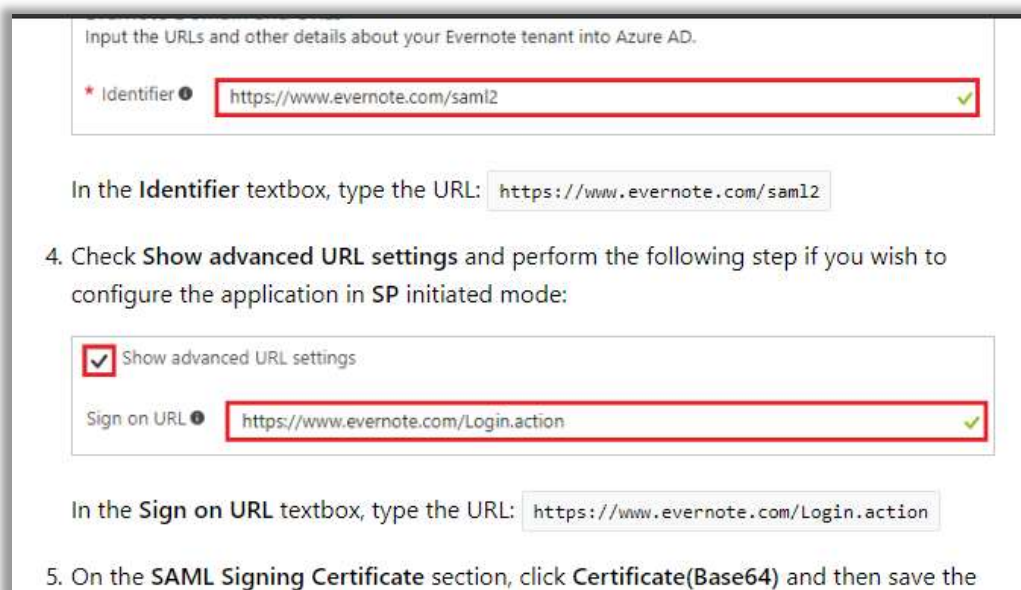 Input the URLs and other details about your Evernote tenant into Azure AD.
* Identifier https://www.evernote.com/saml2
In the Identifier textbox, type the URL: https://www.evernote.com/saml2
4. Check Show advanced URL settings and perform the following step if you wish to
configure the application in SP initiated mode:
Show advanced URL settings
Sign on URL https://www.evernote.com/Login.action
In the Sign on URL textbox, type the URL: https://www.evernote.com/Login.action
5. On the SAML Signing Certificate section, click Certificate(Base64) and then save the